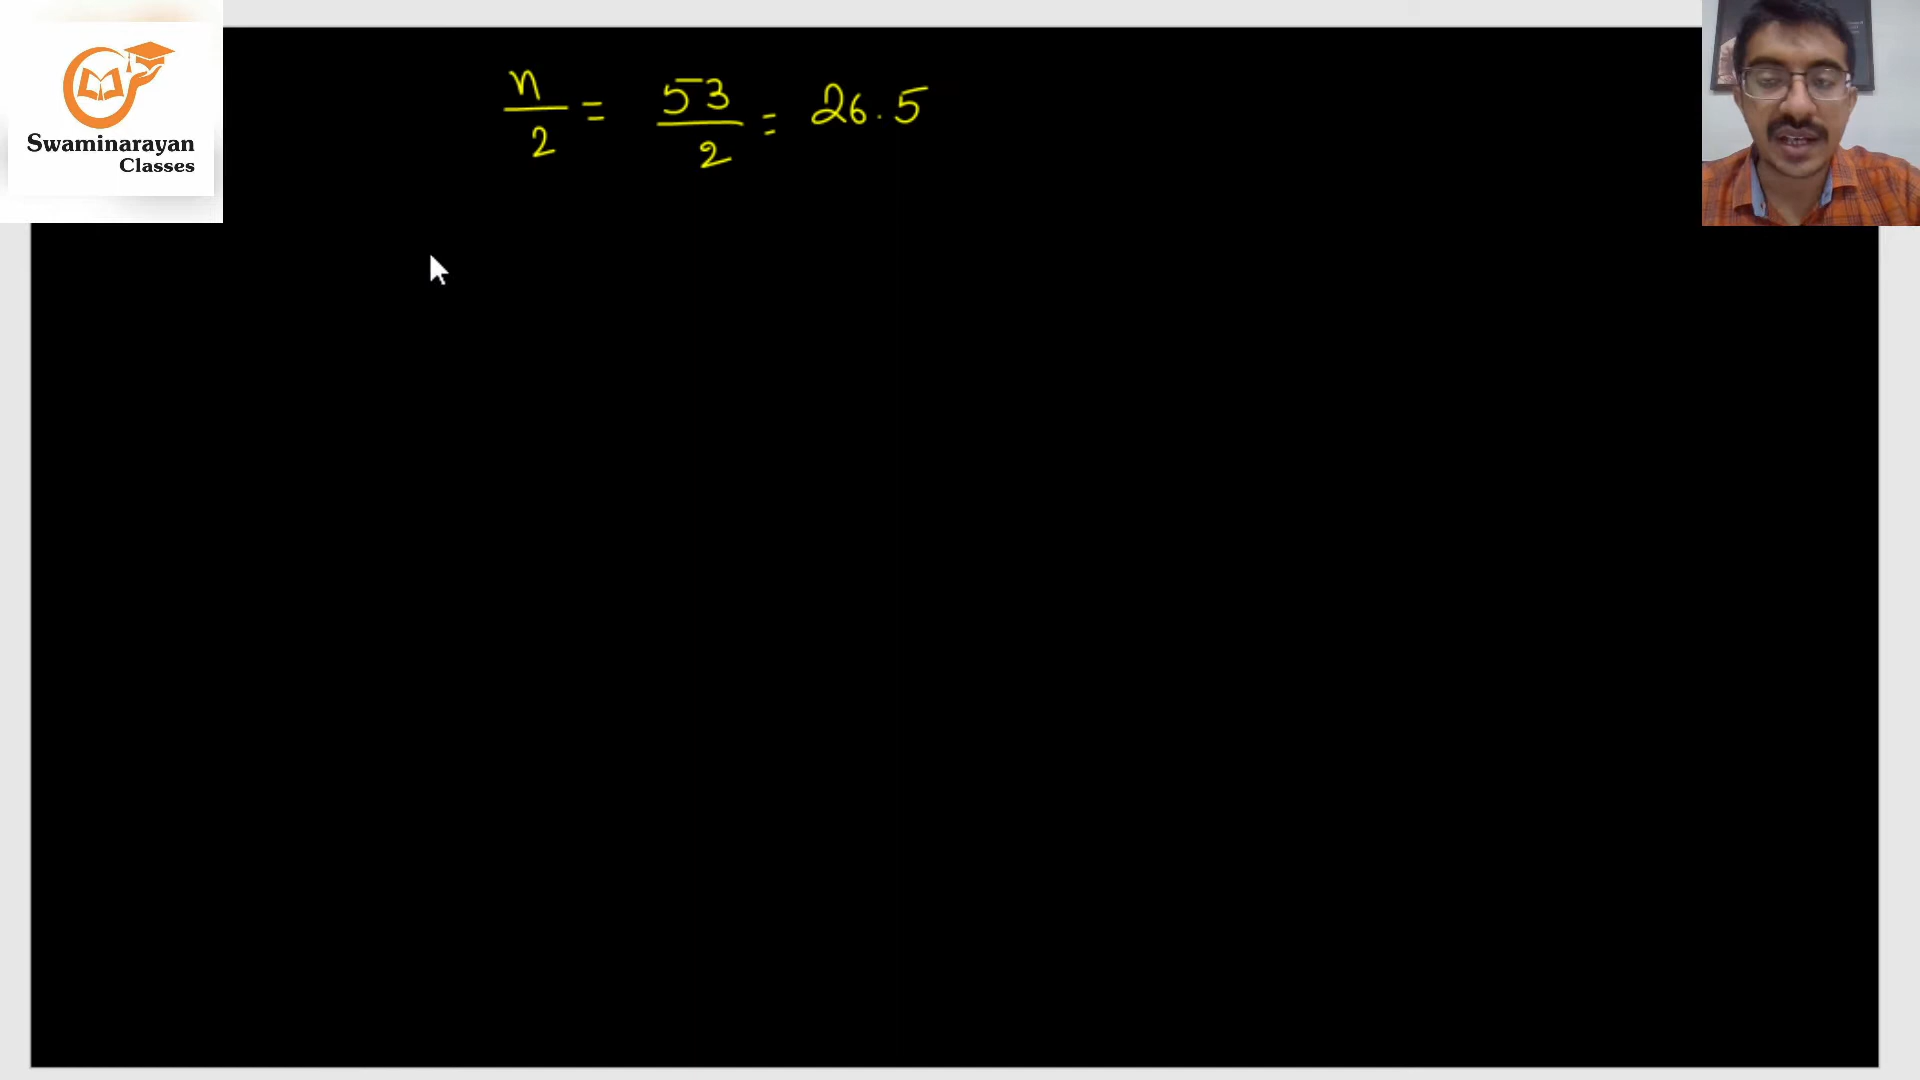 Swaminarayan
Classes
n/2 = 53/2 = 26.5